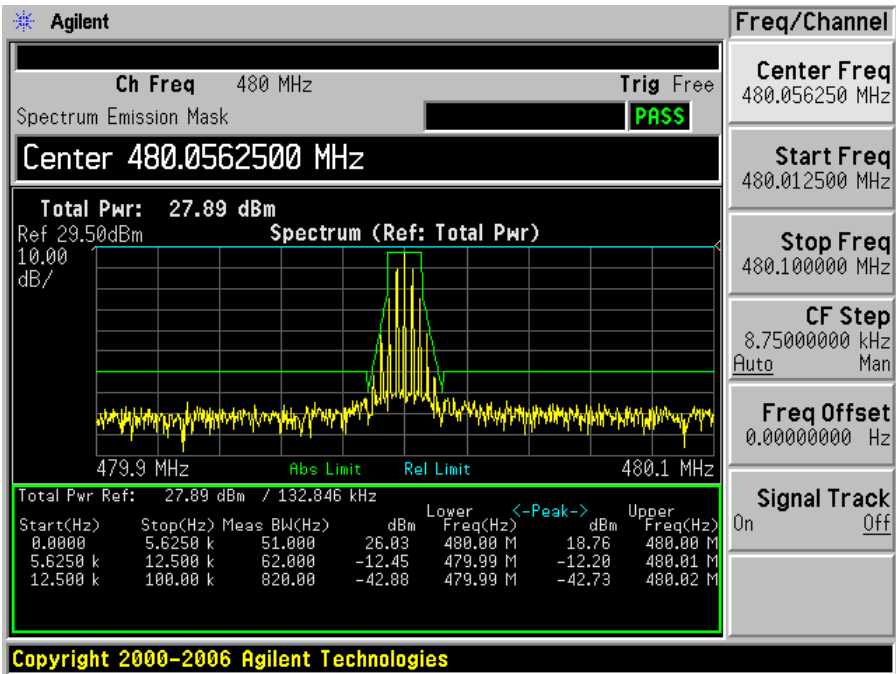 Agilent
Freq/Channel
Ch Freq 480 MHz Trig Free
Spectrum Emission Mask PASS
Center 480.0562500 MHz
Total Pwr: 27.89 dBm
Ref 29.50dBm Spectrum (Ref: Total Pwr)
10.00
dB/
479.9 MHz Abs Limit Rel Limit 480.1 MHz
Total Pwr Ref: 27.89 dBm / 132.846 kHz
Lower <-Peak-> Upper
Start(Hz) Stop(Hz) Meas BW(Hz) dBm Freq(Hz) dBm Freq(Hz)
0.0000 5.6250 k 51.000 26.03 480.00 M 18.76 480.00 M
5.6250 k 12.500 k 62.000 -12.45 479.99 M -12.20 480.01 M
12.500 k 100.00 k 820.00 -42.88 479.99 M -42.73 480.02 M
Center Freq
480.056250 MHz
Start Freq
480.012500 MHz
Stop Freq
480.100000 MHz
CF Step
8.75000000 kHz
Auto Man
Freq Offset
0.00000000 Hz
Signal Track
On Off
Copyright 2000-2006 Agilent Technologies